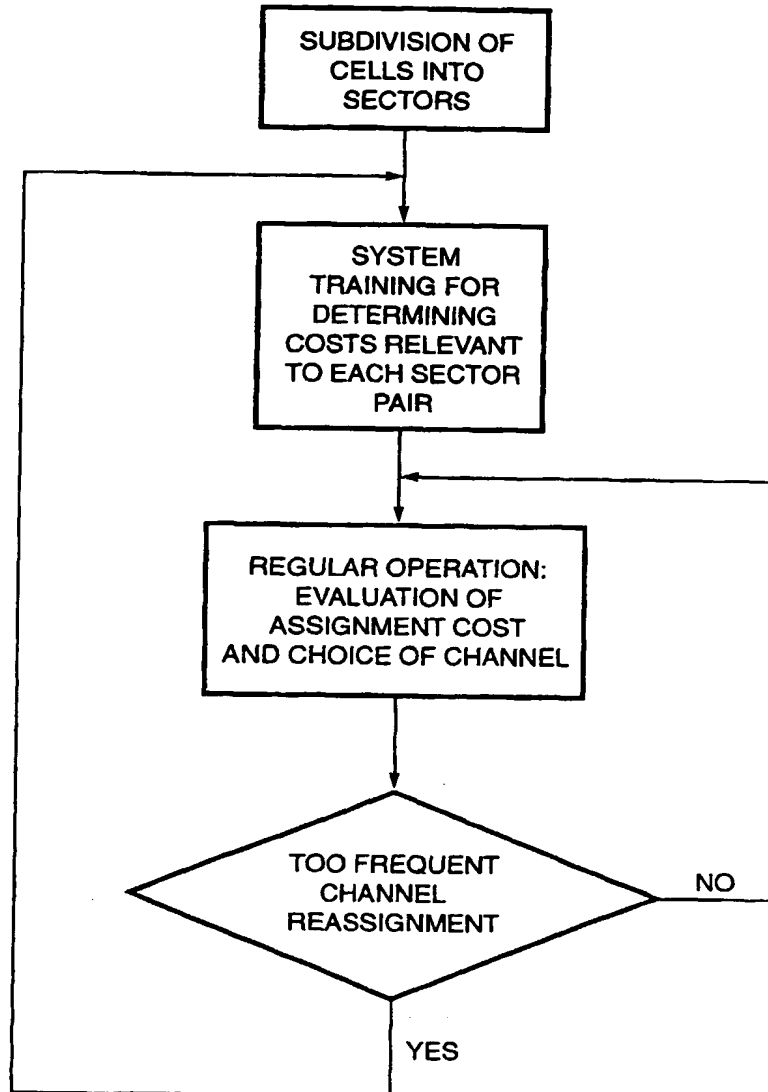 SUBDIVISION OF
CELLS INTO
SECTORS
SYSTEM
TRAINING FOR
DETERMINING
COSTS RELEVANT
TO EACH SECTOR
PAIR
REGULAR OPERATION:
EVALUATION OF
ASSIGNMENT COST
AND CHOICE OF CHANNEL
TOO FREQUENT
CHANNEL
REASSIGNMENT
NO
YES